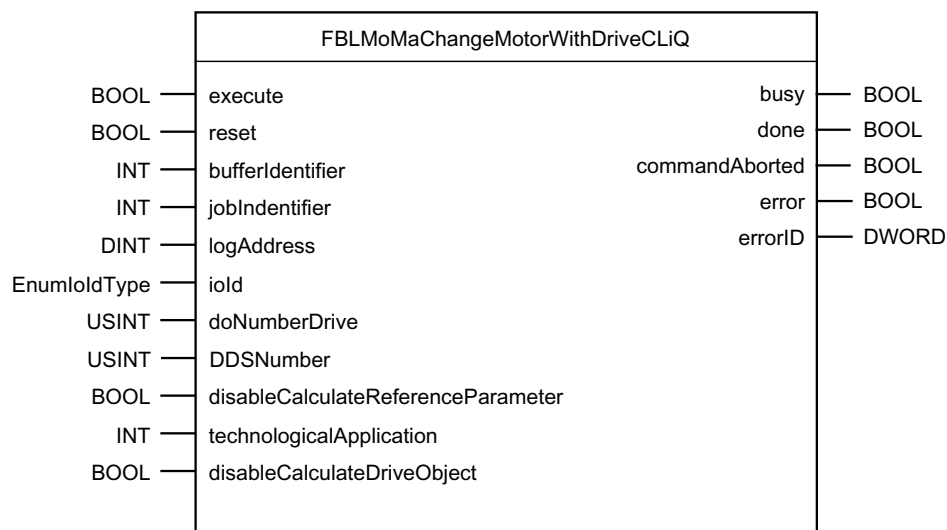 FBLMoMaChangeMotorWithDriveCLiQ
BOOL execute busy BOOL
BOOL reset done BOOL
INT bufferIdentifier commandAborted BOOL
INT jobIndentifier error BOOL
DINT logAddress errorID DWORD
EnumIoIdType ioId
USINT doNumberDrive
USINT DDSNumber
BOOL disableCalculateReferenceParameter
INT technologicalApplication
BOOL disableCalculateDriveObject